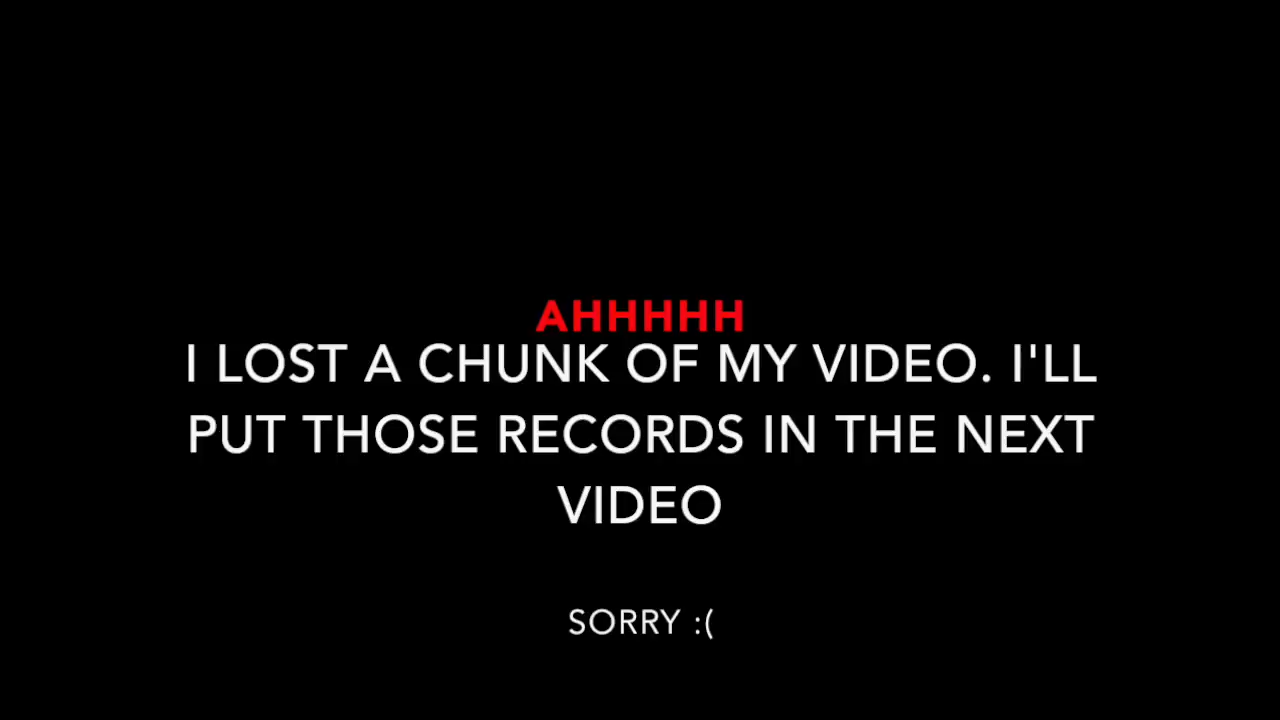 AHHHHH
I LOST A CHUNK OF MY VIDEO. I'LL
PUT THOSE RECORDS IN THE NEXT
VIDEO
SORRY :(